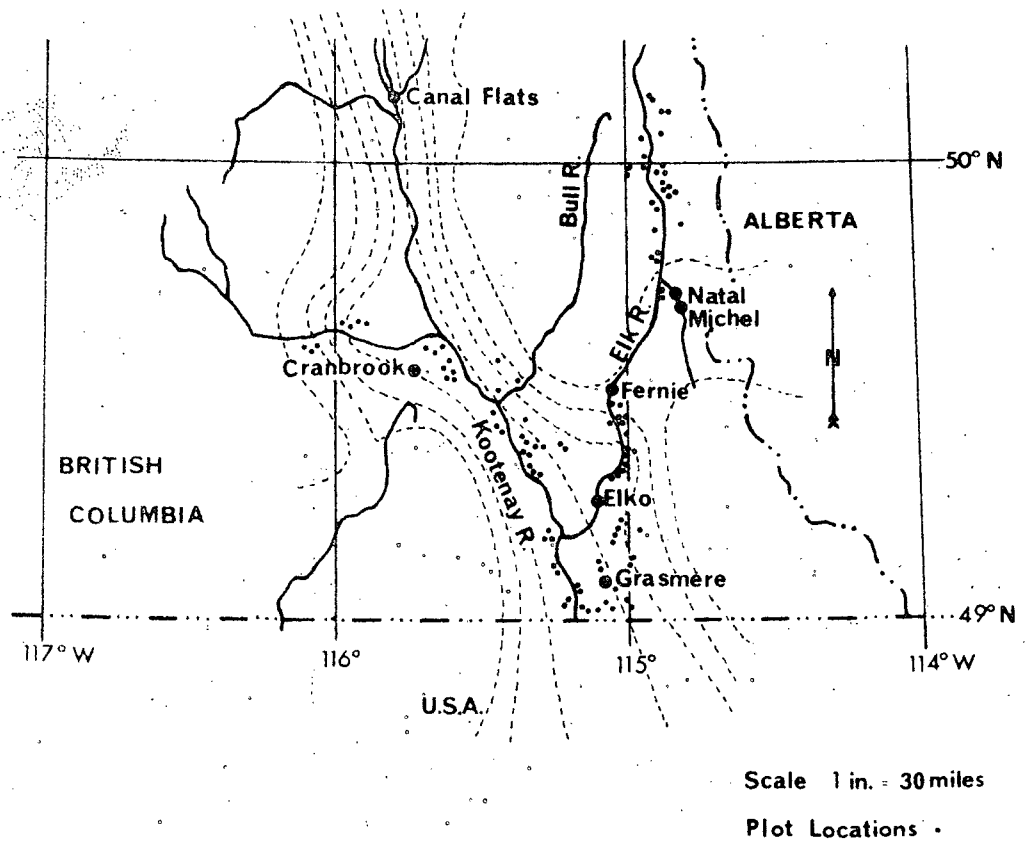 Canal Flats
50° N
Bull R.
ALBERTA
Natal
Michel
Elk R.
N
Cranbrook
Fernie
Kootenay R.
BRITISH
COLUMBIA
Elko
Grasmere
49° N
117° W
116°
115°
114° W
U.S.A.
Scale 1 in. = 30 miles
Plot Locations •